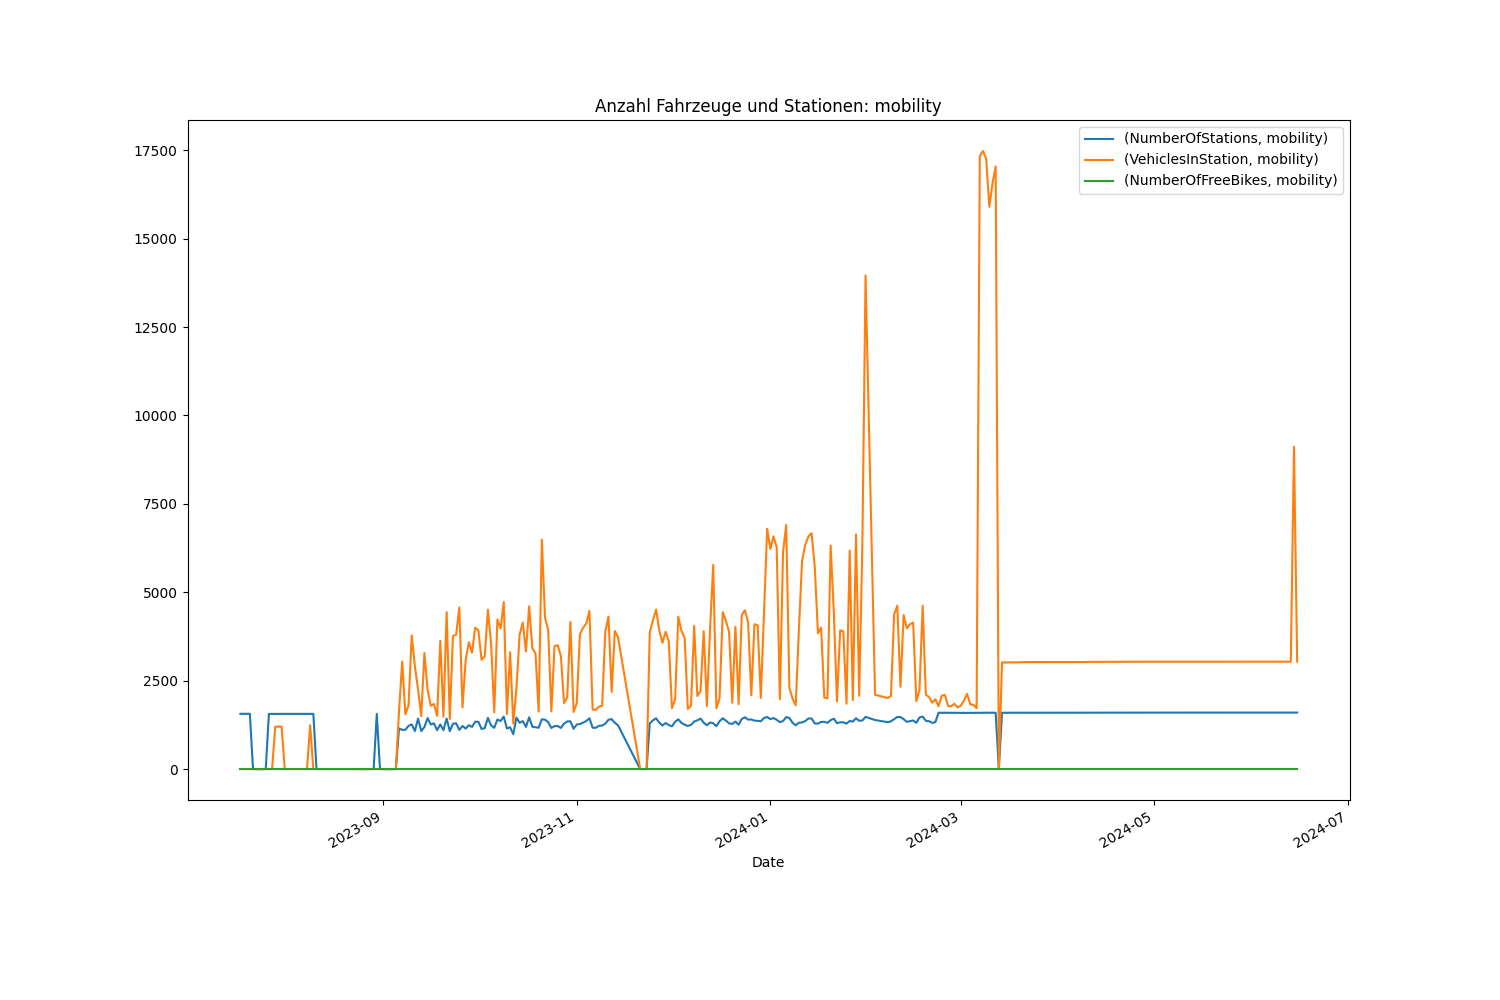 Anzahl Fahrzeuge und Stationen: mobility
(NumberOfStations, mobility)
(VehiclesInStation, mobility)
(NumberOfFreeBikes, mobility)
17500
15000
12500
10000
7500
5000
2500
0
2023-09
2023-11
2024-01
2024-03
2024-05
2024-07
Date